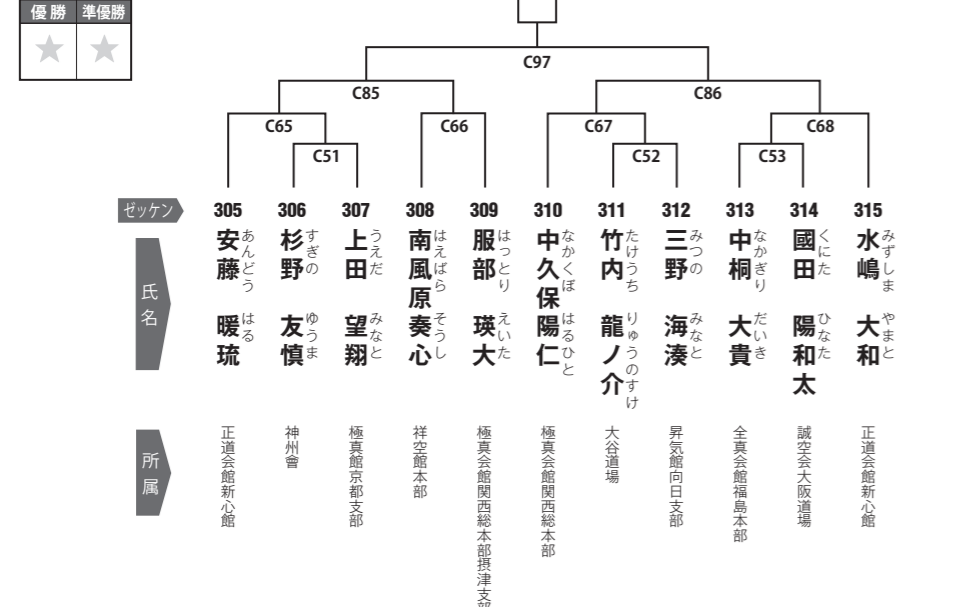 優勝 準優勝
C97
C85 C86
C65 C66 C67 C68
C51 C52 C53
ゼッケン 305 306 307 308 309 310 311 312 313 314 315
氏名
安藤 暖琉
あんどう はる
杉野 友慎
すぎの ゆうま
上田 望翔
うえだ みなと
南風原 奏心
はえばら そうし
服部 瑛大
はっとり えいた
中久保 陽仁
なかくぼ はるひと
竹内 龍ノ介
たけうち りゅうのすけ
三野 海湊
みつの みなと
中桐 大貴
なかぎり だいき
國田 陽和太
くにた ひなた
水嶋 大和
みずしま やまと
所属
正道会館新心館
神州會
極真館京都支部
祥空館本部
極真会館関西総本部摂津支部
極真会館関西総本部
大谷道場
昇気館向日支部
全真会館福島本部
誠空会大阪道場
正道会館新心館